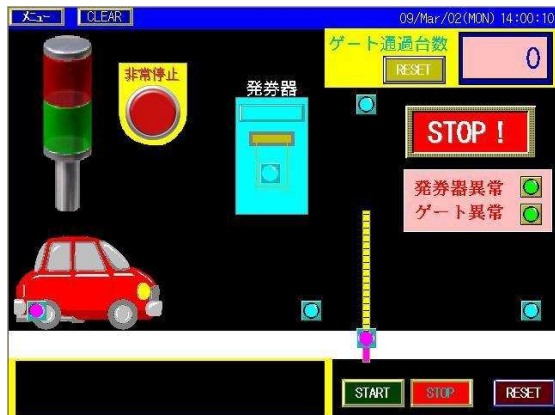 メニュー CLEAR 09/Mar/02(MON) 14:00:10
ゲート通過台数
RESET
0
非常停止
発券器
STOP!
発券器異常
ゲート異常
START STOP RESET